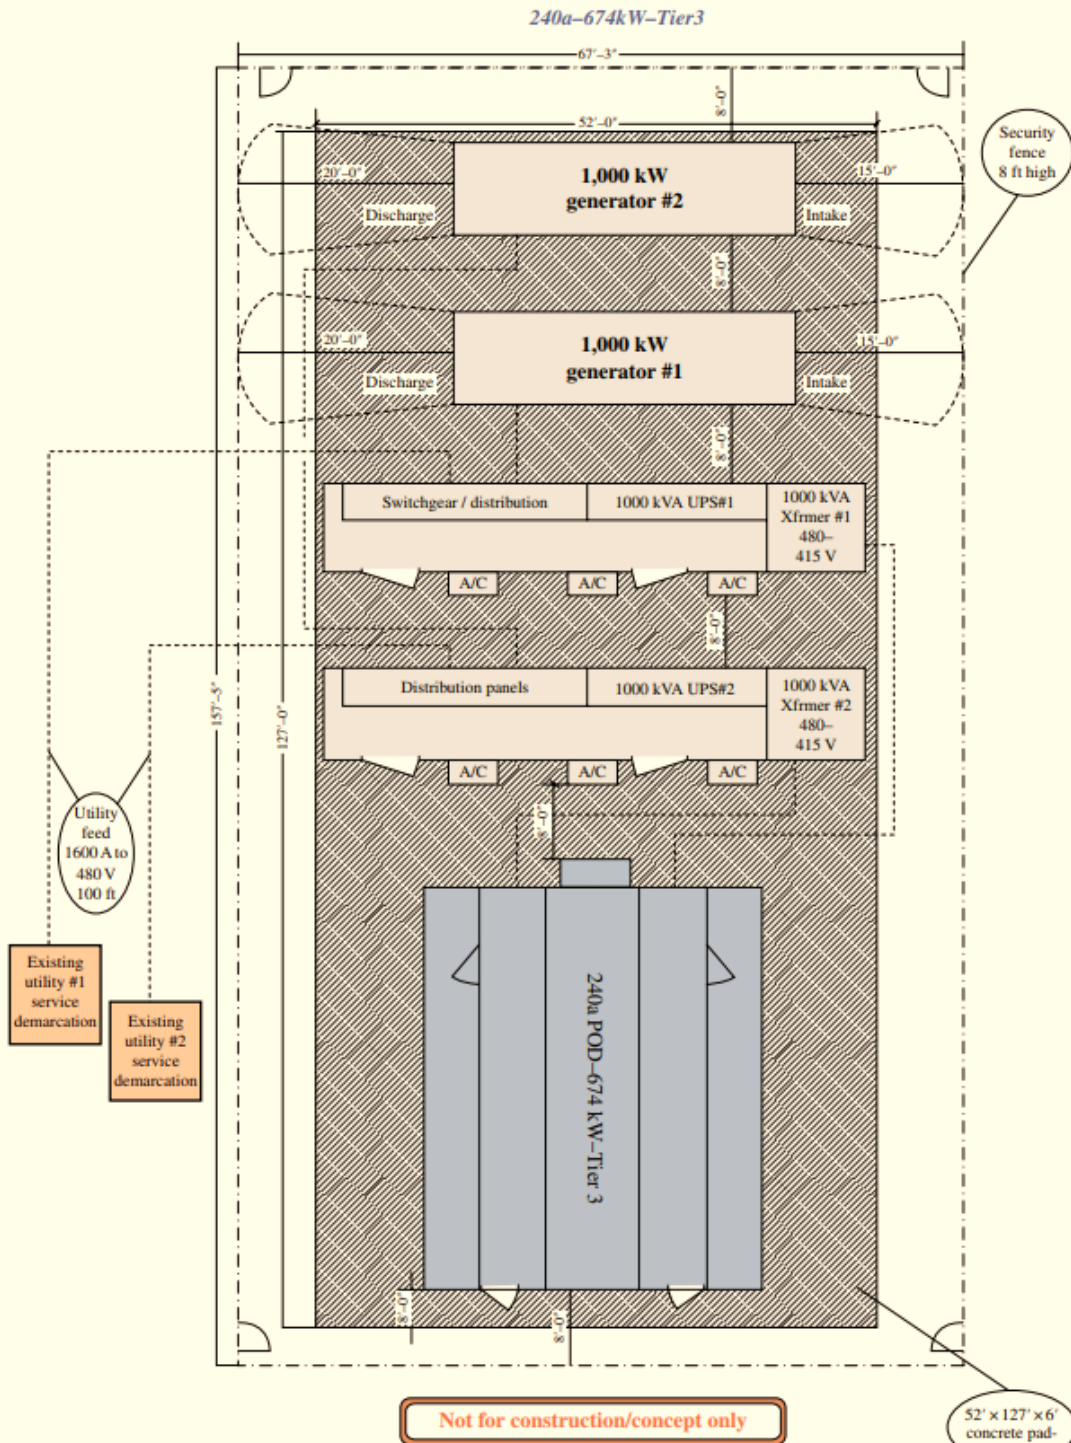 240a–674kW–Tier3
67′–3″
8′–0″
52′–0″
Security
fence
8 ft high
1,000 kW
generator #2
20′–0″
15′–0″
Discharge
Intake
8′–0″
1,000 kW
generator #1
20′–0″
15′–0″
Discharge
Intake
8′–0″
Switchgear / distribution
1000 kVA UPS#1
1000 kVA
Xfrmer #1
480–
415 V
A/C
A/C
A/C
8′–0″
Distribution panels
1000 kVA UPS#2
1000 kVA
Xfrmer #2
480–
415 V
A/C
A/C
A/C
157′–5″
127′–0″
8′–0″
Utility
feed
1600 A to
480 V
100 ft
Existing
utility #1
service
demarcation
Existing
utility #2
service
demarcation
240a POD–674 kW–Tier 3
8′–0″
8′–0″
Not for construction/concept only
52′ × 127′ × 6′
concrete pad-